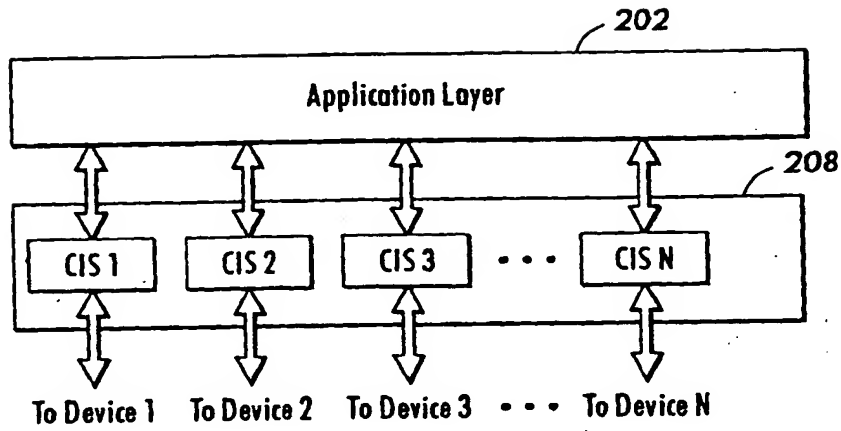 202
Application Layer
208
CIS 1 CIS 2 CIS 3 • • • CIS N
To Device 1 To Device 2 To Device 3 • • • To Device N